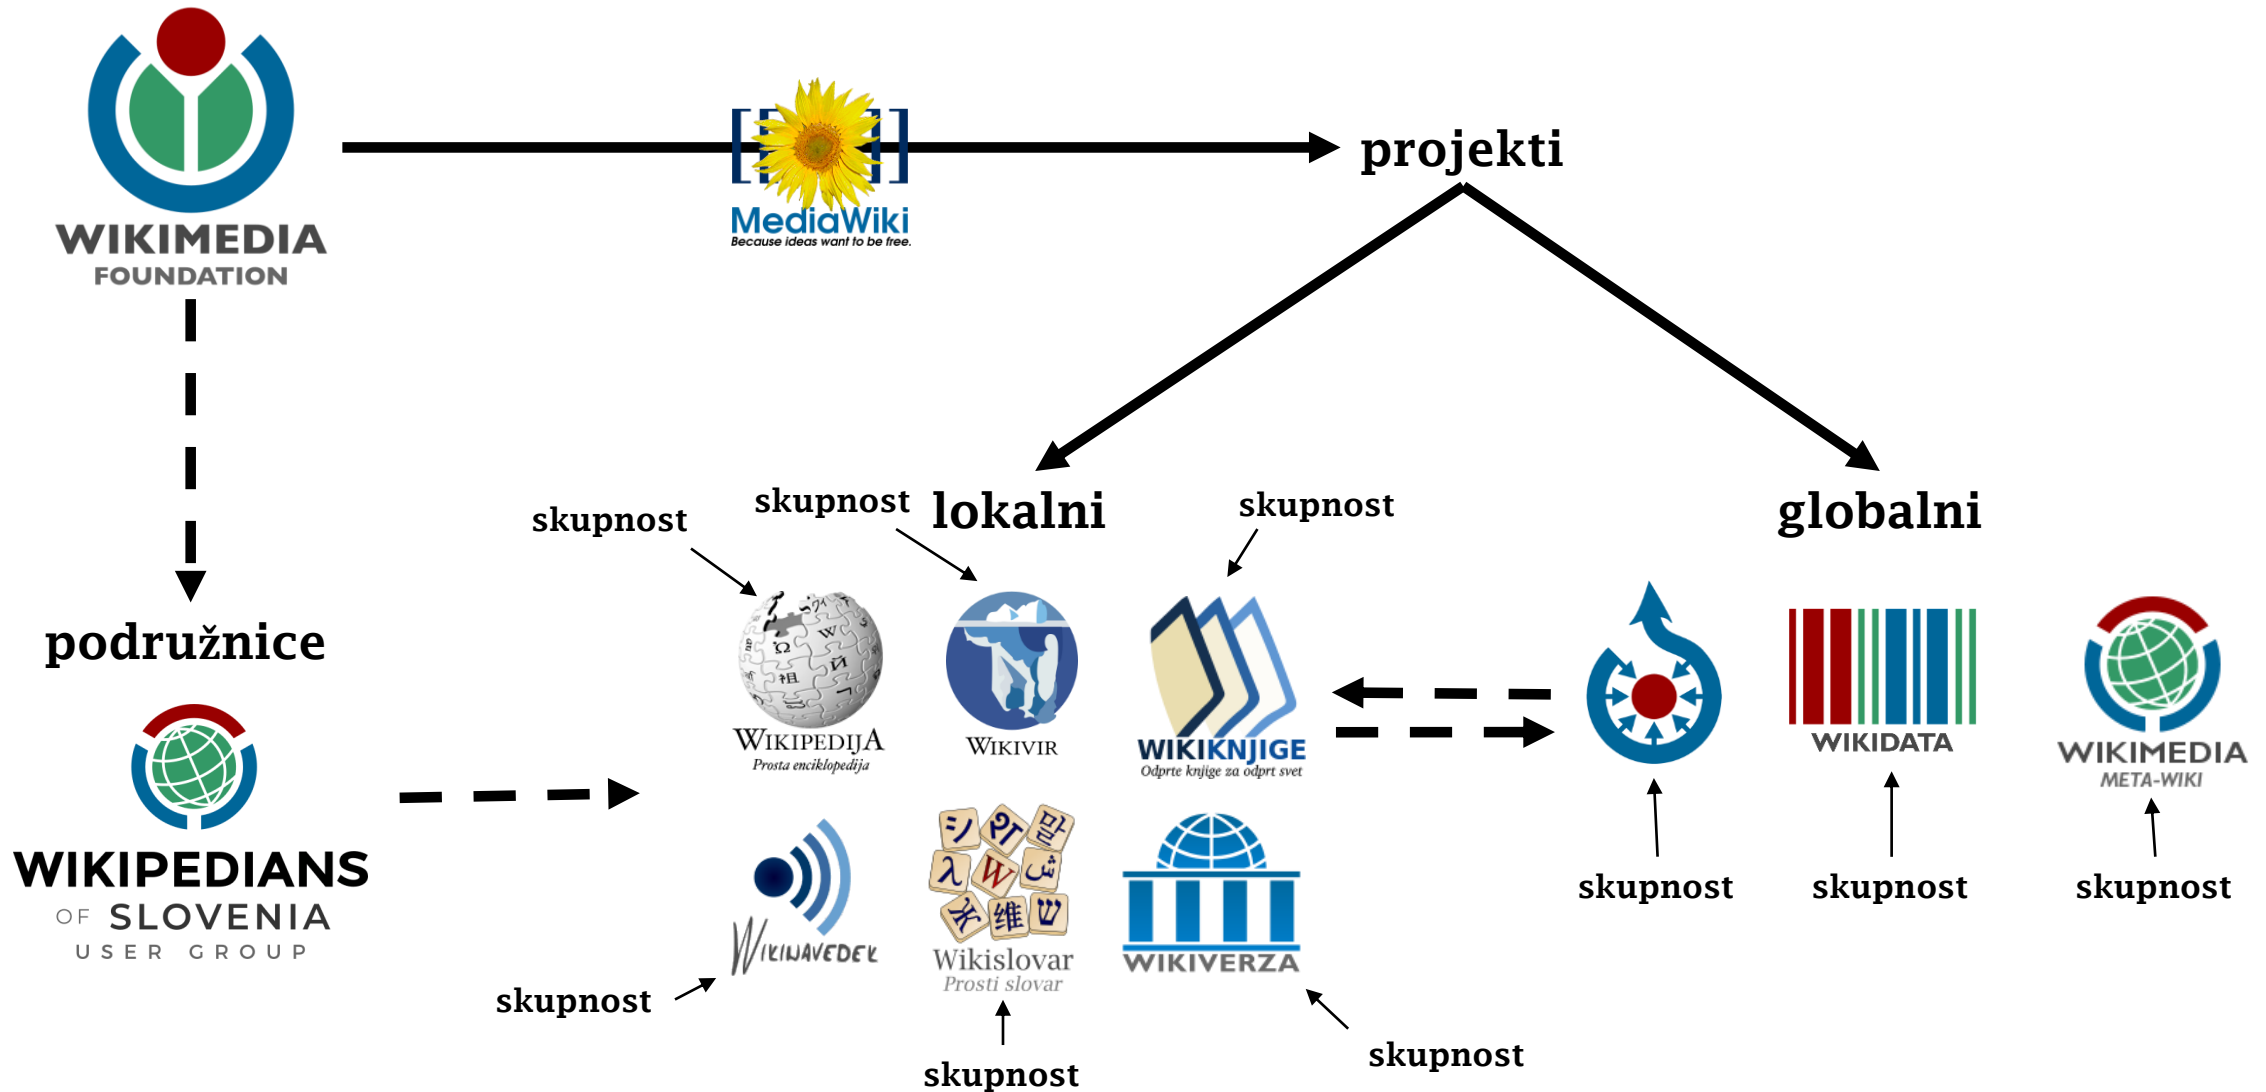 WIKIMEDIA
FOUNDATION
[[ ]]
MediaWiki
Because ideas want to be free.
projekti
lokalni
globalni
skupnost
skupnost
skupnost
podružnice
WIKIPEDIANS
OF SLOVENIA
USER GROUP
WIKIPEDIJA
Prosta enciklopedija
WIKIVIR
WIKIKNJIGE
Odprte knjige za odprt svet
WIKIDATA
WIKIMEDIA
META-WIKI
WIKINAVEDEK
Wikislovar
Prosti slovar
WIKIVERZA
skupnost
skupnost
skupnost
skupnost
skupnost
skupnost